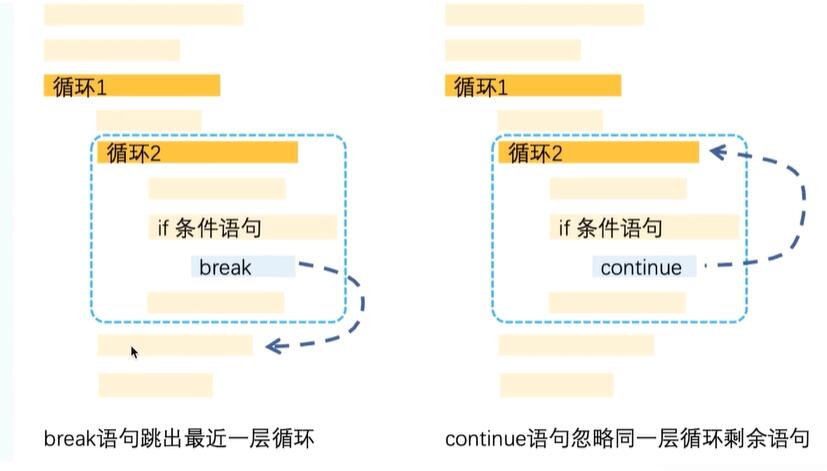 循环1
循环2
if 条件语句
break
break语句跳出最近一层循环
循环1
循环2
if 条件语句
continue
continue语句忽略同一层循环剩余语句